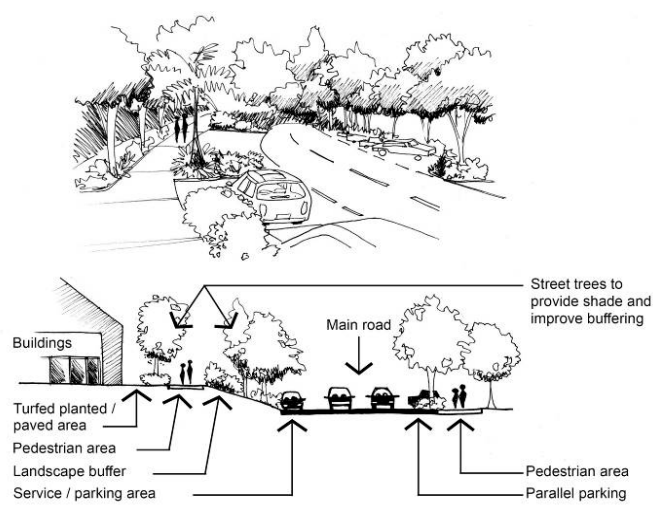 Street trees to
provide shade and
improve buffering
Main road
Buildings
Turfed planted /
paved area
Pedestrian area
Landscape buffer
Service / parking area
Pedestrian area
Parallel parking